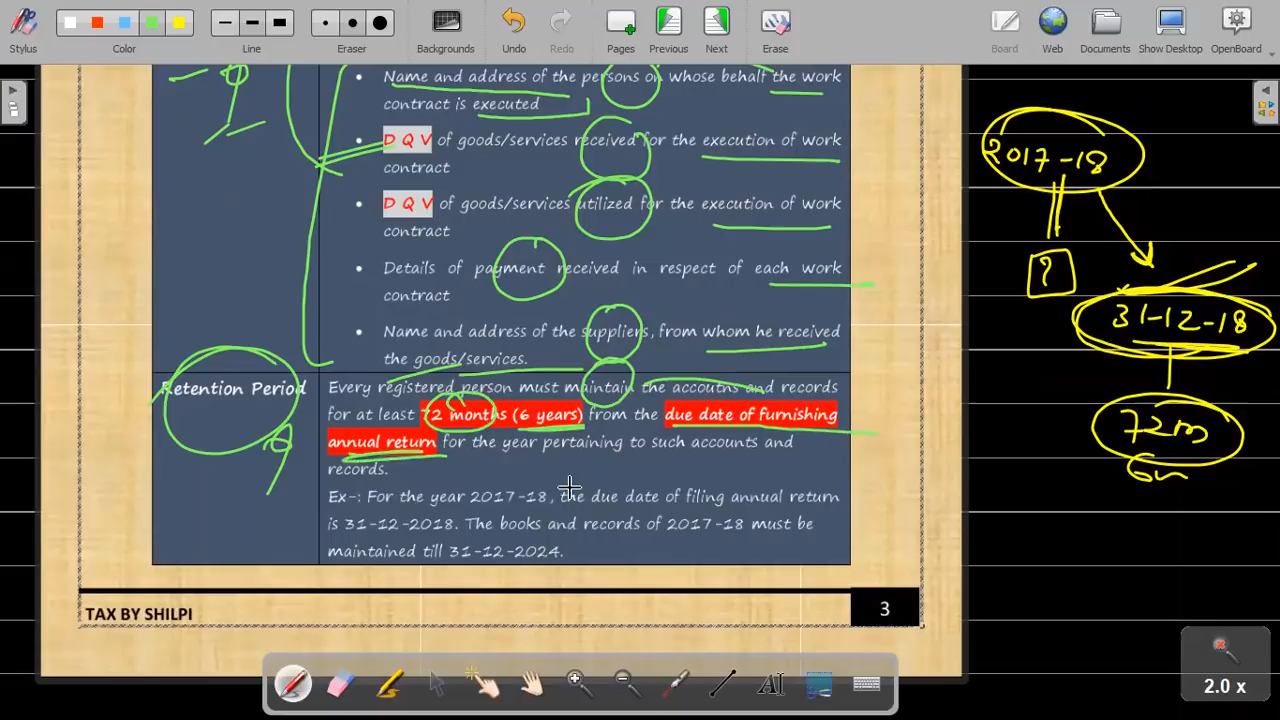 Stylus
Color
Line
Eraser
Backgrounds
Undo
Redo
Pages
Previous
Next
Erase
Board
Web
Documents
Show Desktop
OpenBoard
• Name and address of the persons on whose behalf the work
contract is executed
• D Q V of goods/services received for the execution of work
contract
• D Q V of goods/services utilized for the execution of work
contract
• Details of payment received in respect of each work
contract
• Name and address of the suppliers, from whom he received
the goods/services.
Retention Period
Every registered person must maintain the accounts and records
for at least 72 months (6 years) from the due date of furnishing
annual return for the year pertaining to such accounts and
records.
Ex-: For the year 2017-18, the due date of filing annual return
is 31-12-2018. The books and records of 2017-18 must be
maintained till 31-12-2024.
TAX BY SHILPI
3
2017-18
?
31-12-18
72m
2.0 x